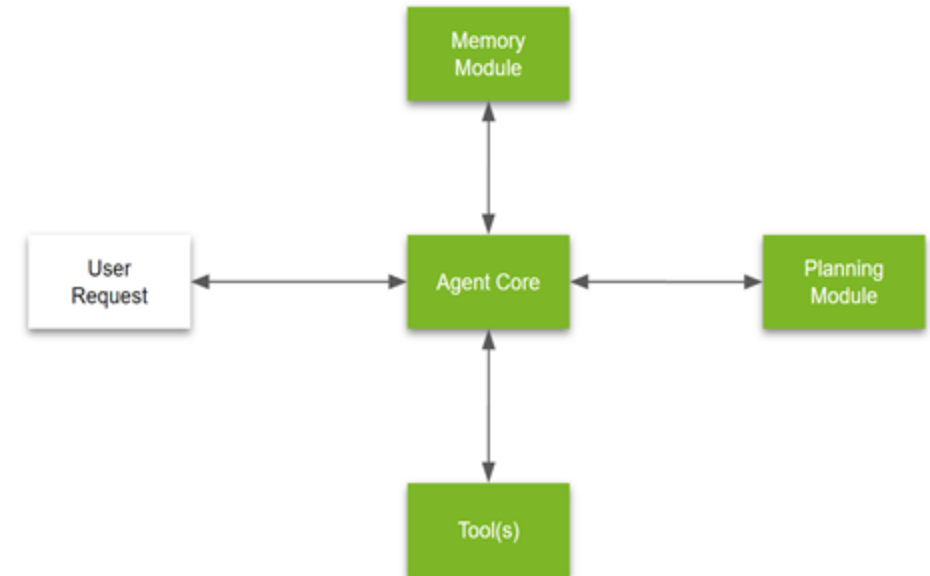 Memory
Module
User
Request
Agent Core
Planning
Module
Tool(s)